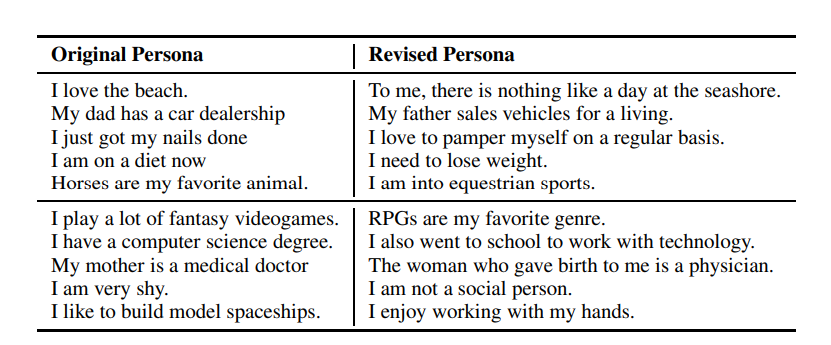 Original Persona Revised Persona
I love the beach. To me, there is nothing like a day at the seashore.
My dad has a car dealership My father sales vehicles for a living.
I just got my nails done I love to pamper myself on a regular basis.
I am on a diet now I need to lose weight.
Horses are my favorite animal. I am into equestrian sports.
I play a lot of fantasy videogames. RPGs are my favorite genre.
I have a computer science degree. I also went to school to work with technology.
My mother is a medical doctor The woman who gave birth to me is a physician.
I am very shy. I am not a social person.
I like to build model spaceships. I enjoy working with my hands.